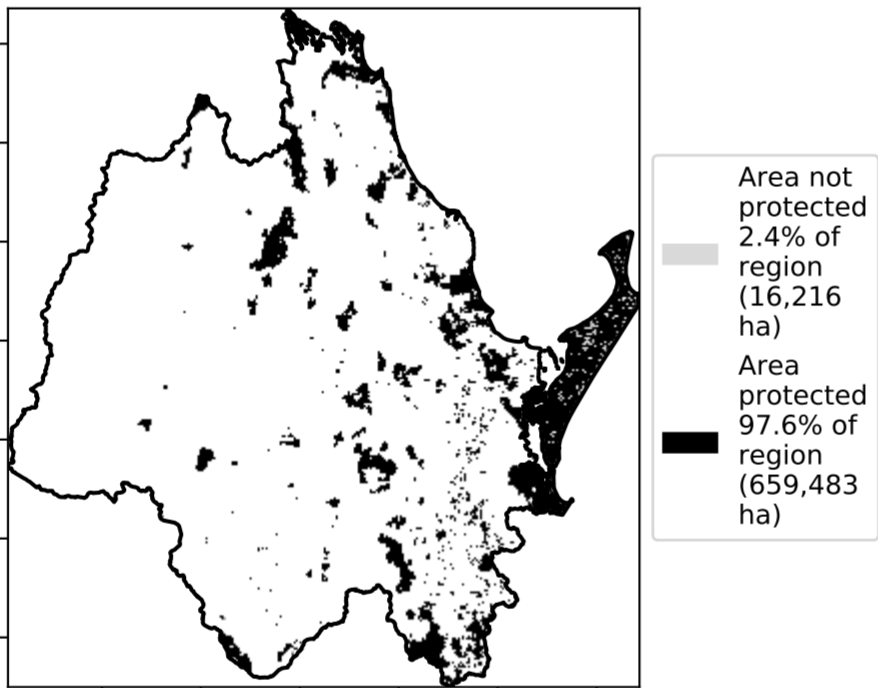 Area not
protected
2.4% of
region
(16,216
ha)
Area
protected
97.6% of
region
(659,483
ha)